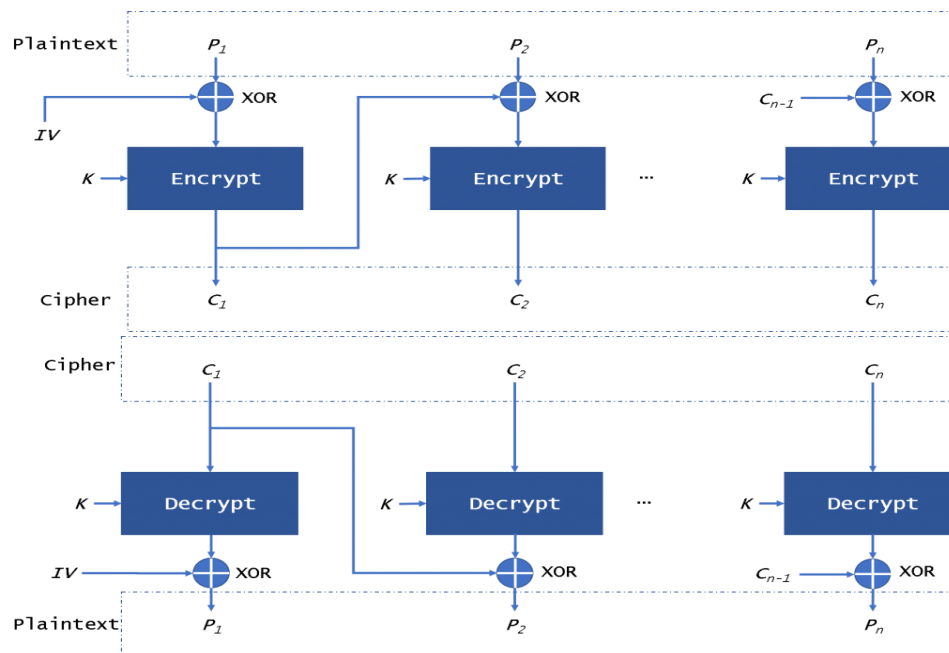 Plaintext P1 P2 Pn
XOR XOR Cn-1 XOR
IV
K Encrypt K Encrypt ... K Encrypt
Cipher C1 C2 Cn
Cipher
C1 C2 Cn
K Decrypt K Decrypt ... K Decrypt
IV XOR XOR Cn-1 XOR
Plaintext P1 P2 Pn